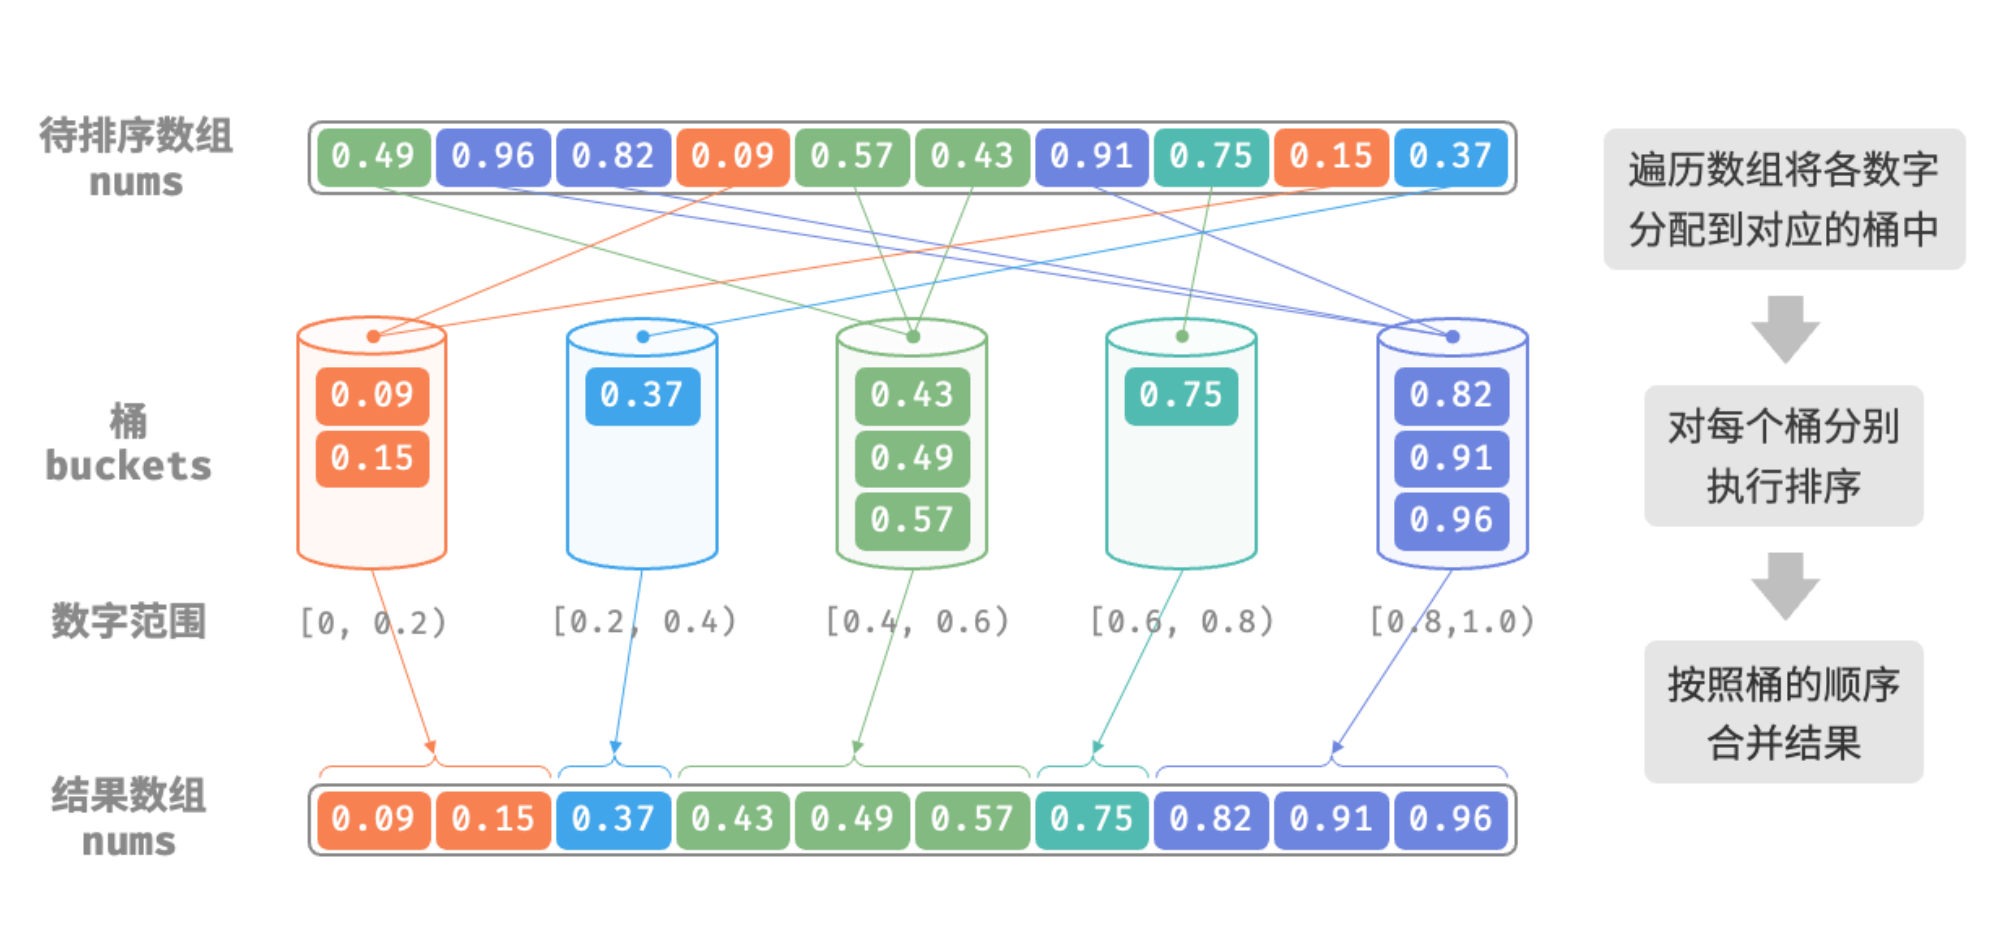 待排序数组
nums
0.49 0.96 0.82 0.09 0.57 0.43 0.91 0.75 0.15 0.37
遍历数组将各数字
分配到对应的桶中
桶
buckets
0.09 0.37 0.43 0.75 0.82
0.15 0.49 0.91
0.57 0.96
对每个桶分别
执行排序
数字范围
[0, 0.2) [0.2, 0.4) [0.4, 0.6) [0.6, 0.8) [0.8,1.0)
按照桶的顺序
合并结果
结果数组
nums
0.09 0.15 0.37 0.43 0.49 0.57 0.75 0.82 0.91 0.96